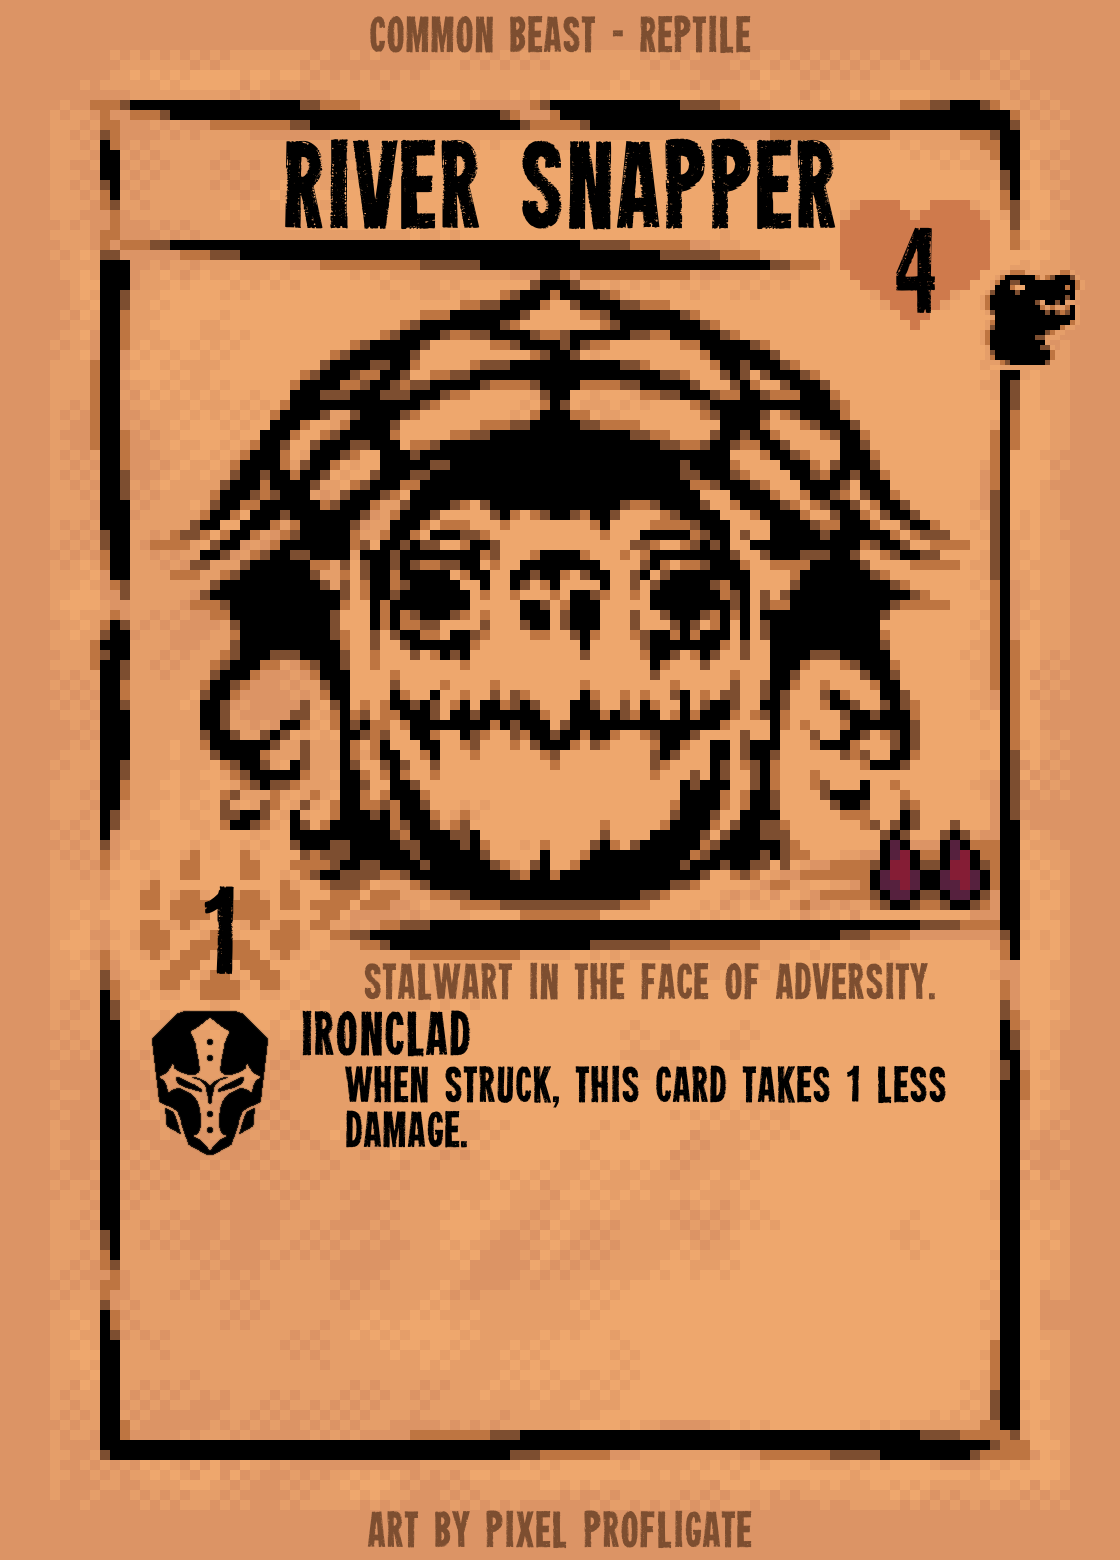 COMMON BEAST - REPTILE
RIVER SNAPPER
4
1
STALWART IN THE FACE OF ADVERSITY.
IRONCLAD
WHEN STRUCK, THIS CARD TAKES 1 LESS
DAMAGE.
ART BY PIXEL PROFLIGATE